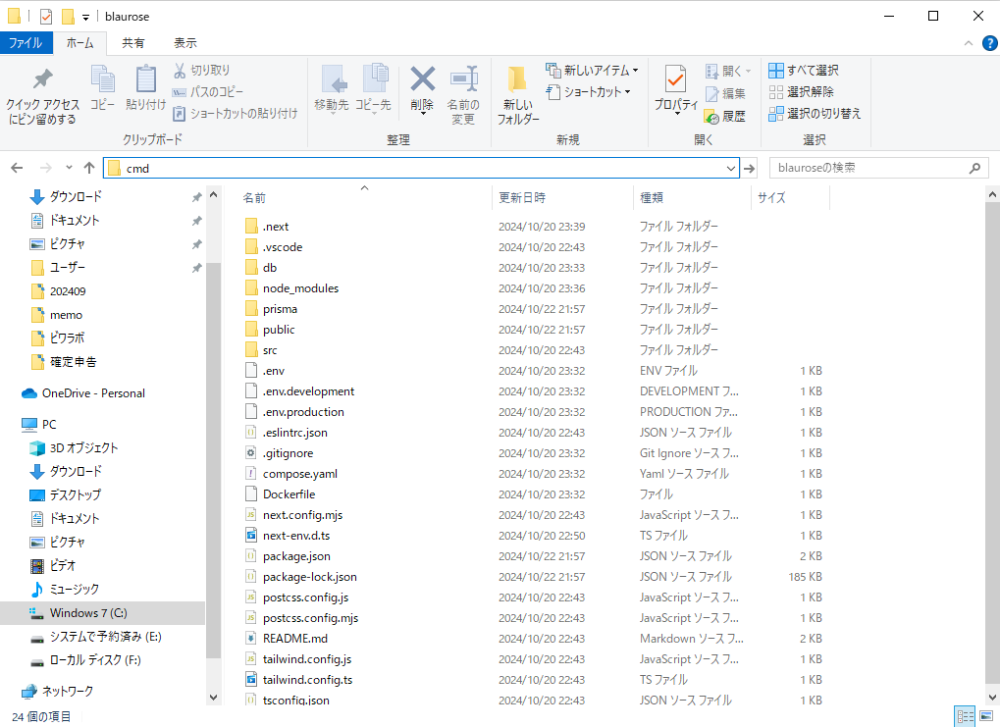 blaurose
ファイル ホーム 共有 表示
クイック アクセス
にピン留めする
コピー
貼り付け
切り取り
パスのコピー
ショートカットの貼り付け
クリップボード
移動先
コピー先
削除
名前の
変更
整理
新しい
フォルダー
新しいアイテム
ショートカット
新規
プロパティ
開く
編集
履歴
開く
すべて選択
選択解除
選択の切り替え
選択
cmd
blauroseの検索
ダウンロード
ドキュメント
ピクチャ
ユーザー
202409
memo
ビワラボ
確定申告
OneDrive - Personal
PC
3D オブジェクト
ダウンロード
デスクトップ
ドキュメント
ピクチャ
ビデオ
ミュージック
Windows 7 (C:)
システムで予約済み (E:)
ローカル ディスク (F:)
ネットワーク
名前 更新日時 種類 サイズ
.next 2024/10/20 23:39 ファイル フォルダー
.vscode 2024/10/20 22:43 ファイル フォルダー
db 2024/10/20 23:33 ファイル フォルダー
node_modules 2024/10/20 23:36 ファイル フォルダー
prisma 2024/10/22 21:57 ファイル フォルダー
public 2024/10/22 21:57 ファイル フォルダー
src 2024/10/20 22:43 ファイル フォルダー
.env 2024/10/20 23:32 ENV ファイル 1 KB
.env.development 2024/10/20 23:32 DEVELOPMENT フ... 1 KB
.env.production 2024/10/20 23:32 PRODUCTION ファ... 1 KB
.eslintrc.json 2024/10/20 22:43 JSON ソース ファイル 1 KB
.gitignore 2024/10/20 23:32 Git Ignore ソース フ... 1 KB
compose.yaml 2024/10/20 23:32 Yaml ソース ファイル 1 KB
Dockerfile 2024/10/20 23:32 ファイル 1 KB
next.config.mjs 2024/10/20 22:43 JavaScript ソース フ... 1 KB
next-env.d.ts 2024/10/20 22:50 TS ファイル 1 KB
package.json 2024/10/22 21:57 JSON ソース ファイル 2 KB
package-lock.json 2024/10/22 21:57 JSON ソース ファイル 185 KB
postcss.config.js 2024/10/20 22:43 JavaScript ソース フ... 1 KB
postcss.config.mjs 2024/10/20 22:43 JavaScript ソース フ... 1 KB
README.md 2024/10/20 22:43 Markdown ソース フ... 2 KB
tailwind.config.js 2024/10/20 22:43 JavaScript ソース フ... 1 KB
tailwind.config.ts 2024/10/20 22:43 TS ファイル 1 KB
tsconfig.json 2024/10/20 22:43 JSON ソース ファイル 1 KB
24 個の項目